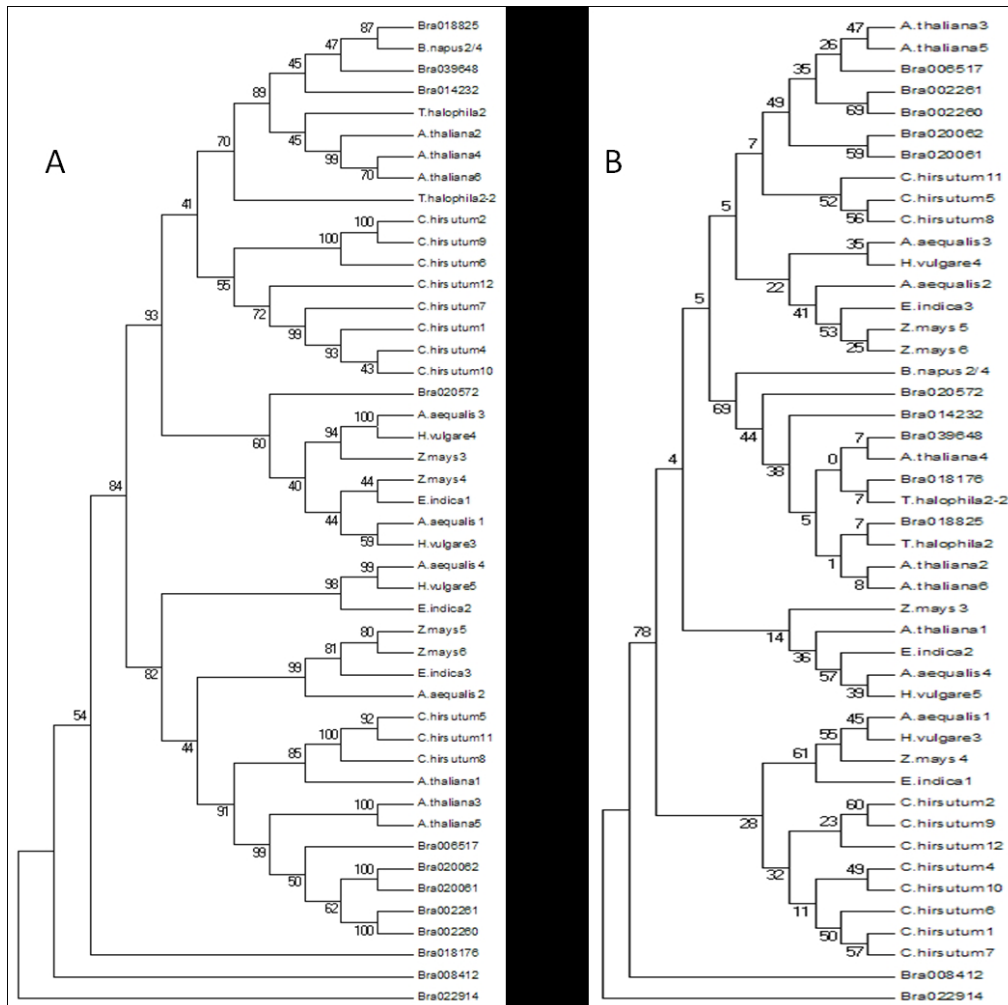 A
87
Bra018825
47
B.napus2/4
45
Bra039648
89
Bra014232
T.halophila2
70
45
A.thaliana2
99
A.thaliana4
70
A.thaliana6
41
T.halophila2-2
100
C.hirsutum2
100
C.hirsutum9
C.hirsutum6
55
C.hirsutum12
72
C.hirsutum7
99
C.hirsutum1
93
C.hirsutum4
43
C.hirsutum10
93
Bra020572
100
A.aequalis3
94
H.vulgare4
60
Z.mays3
40
44
Z.mays4
E.indica1
44
A.aequalis1
59
H.vulgare3
84
99
A.aequalis4
98
H.vulgare5
E.indica2
80
Z.mays5
81
Z.mays6
99
E.indica3
82
A.aequalis2
92
C.hirsutum5
100
C.hirsutum11
44
85
C.hirsutum8
A.thaliana1
91
100
A.thaliana3
A.thaliana5
99
Bra006517
50
100
Bra020062
Bra020061
62
Bra002261
100
Bra002260
54
Bra018176
Bra008412
Bra022914
B
47
A.thaliana3
26
A.thaliana5
35
Bra006517
49
Bra002261
69
Bra002260
7
Bra020062
59
Bra020061
C.hirsutum11
52
C.hirsutum5
56
C.hirsutum8
5
35
A.aequalis3
H.vulgare4
22
A.aequalis2
41
E.indica3
53
Z.mays5
25
Z.mays6
5
B.napus2/4
69
Bra020572
44
Bra014232
38
7
Bra039648
0
A.thaliana4
Bra018176
7
T.halophila2-2
5
7
Bra018825
T.halophila2
1
A.thaliana2
8
A.thaliana6
4
Z.mays3
14
A.thaliana1
36
E.indica2
57
A.aequalis4
39
H.vulgare5
78
45
A.aequalis1
55
H.vulgare3
61
Z.mays4
E.indica1
28
60
C.hirsutum2
23
C.hirsutum9
C.hirsutum12
32
49
C.hirsutum4
C.hirsutum10
11
C.hirsutum6
50
C.hirsutum1
57
C.hirsutum7
Bra008412
Bra022914